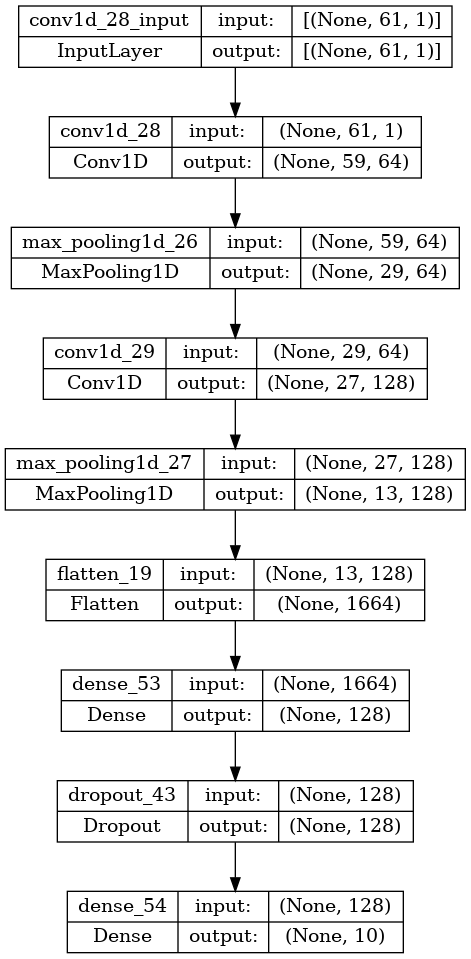 conv1d_28_input input: [(None, 61, 1)]
InputLayer output: [(None, 61, 1)]
conv1d_28 input: (None, 61, 1)
Conv1D output: (None, 59, 64)
max_pooling1d_26 input: (None, 59, 64)
MaxPooling1D output: (None, 29, 64)
conv1d_29 input: (None, 29, 64)
Conv1D output: (None, 27, 128)
max_pooling1d_27 input: (None, 27, 128)
MaxPooling1D output: (None, 13, 128)
flatten_19 input: (None, 13, 128)
Flatten output: (None, 1664)
dense_53 input: (None, 1664)
Dense output: (None, 128)
dropout_43 input: (None, 128)
Dropout output: (None, 128)
dense_54 input: (None, 128)
Dense output: (None, 10)